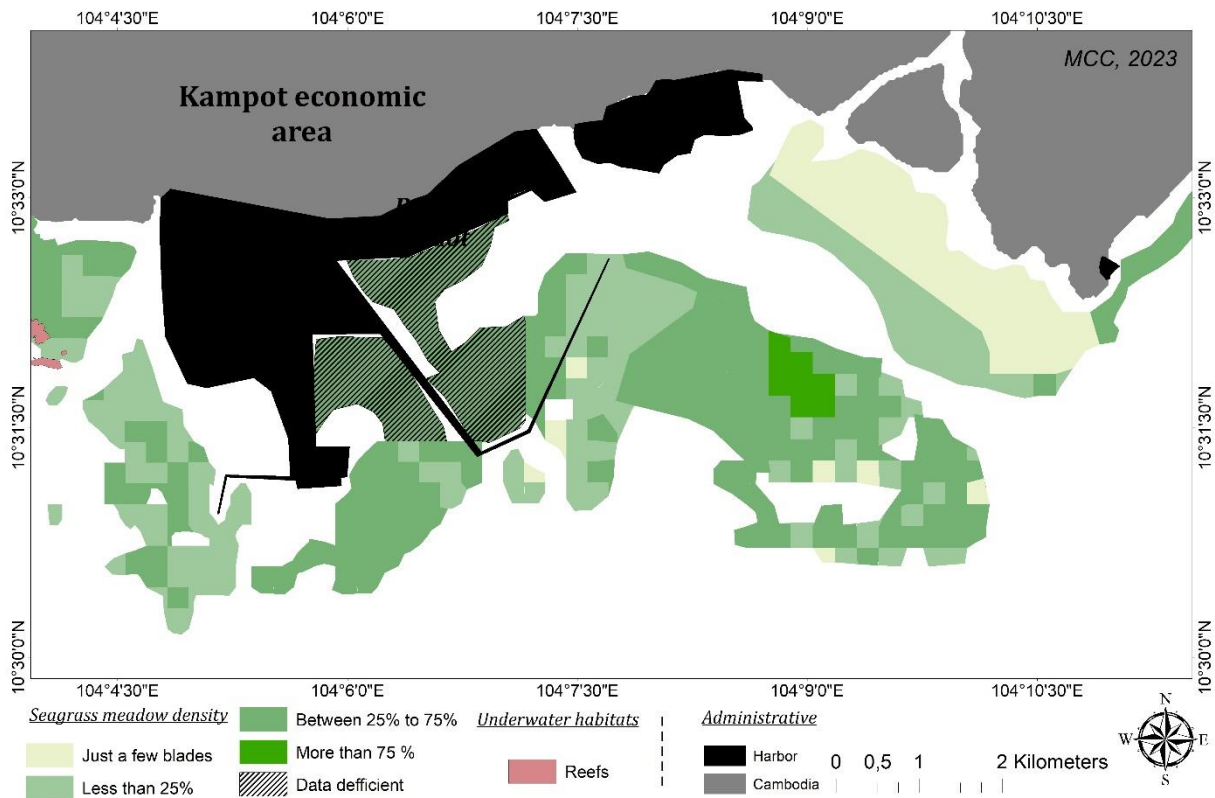 104°4'30"E 104°6'0"E 104°7'30"E 104°9'0"E 104°10'30"E
MCC, 2023
Kampot economic
area
10°33'0"N 10°33'0"N
10°31'30"N 10°31'30"N
10°30'0"N 10°30'0"N
104°4'30"E 104°6'0"E 104°7'30"E 104°9'0"E 104°10'30"E
Seagrass meadow density
Just a few blades
Less than 25%
Between 25% to 75%
More than 75 %
Data defficient
Underwater habitats
Reefs
Administrative
Harbor
Cambodia
0 0,5 1 2 Kilometers
N
W E
S